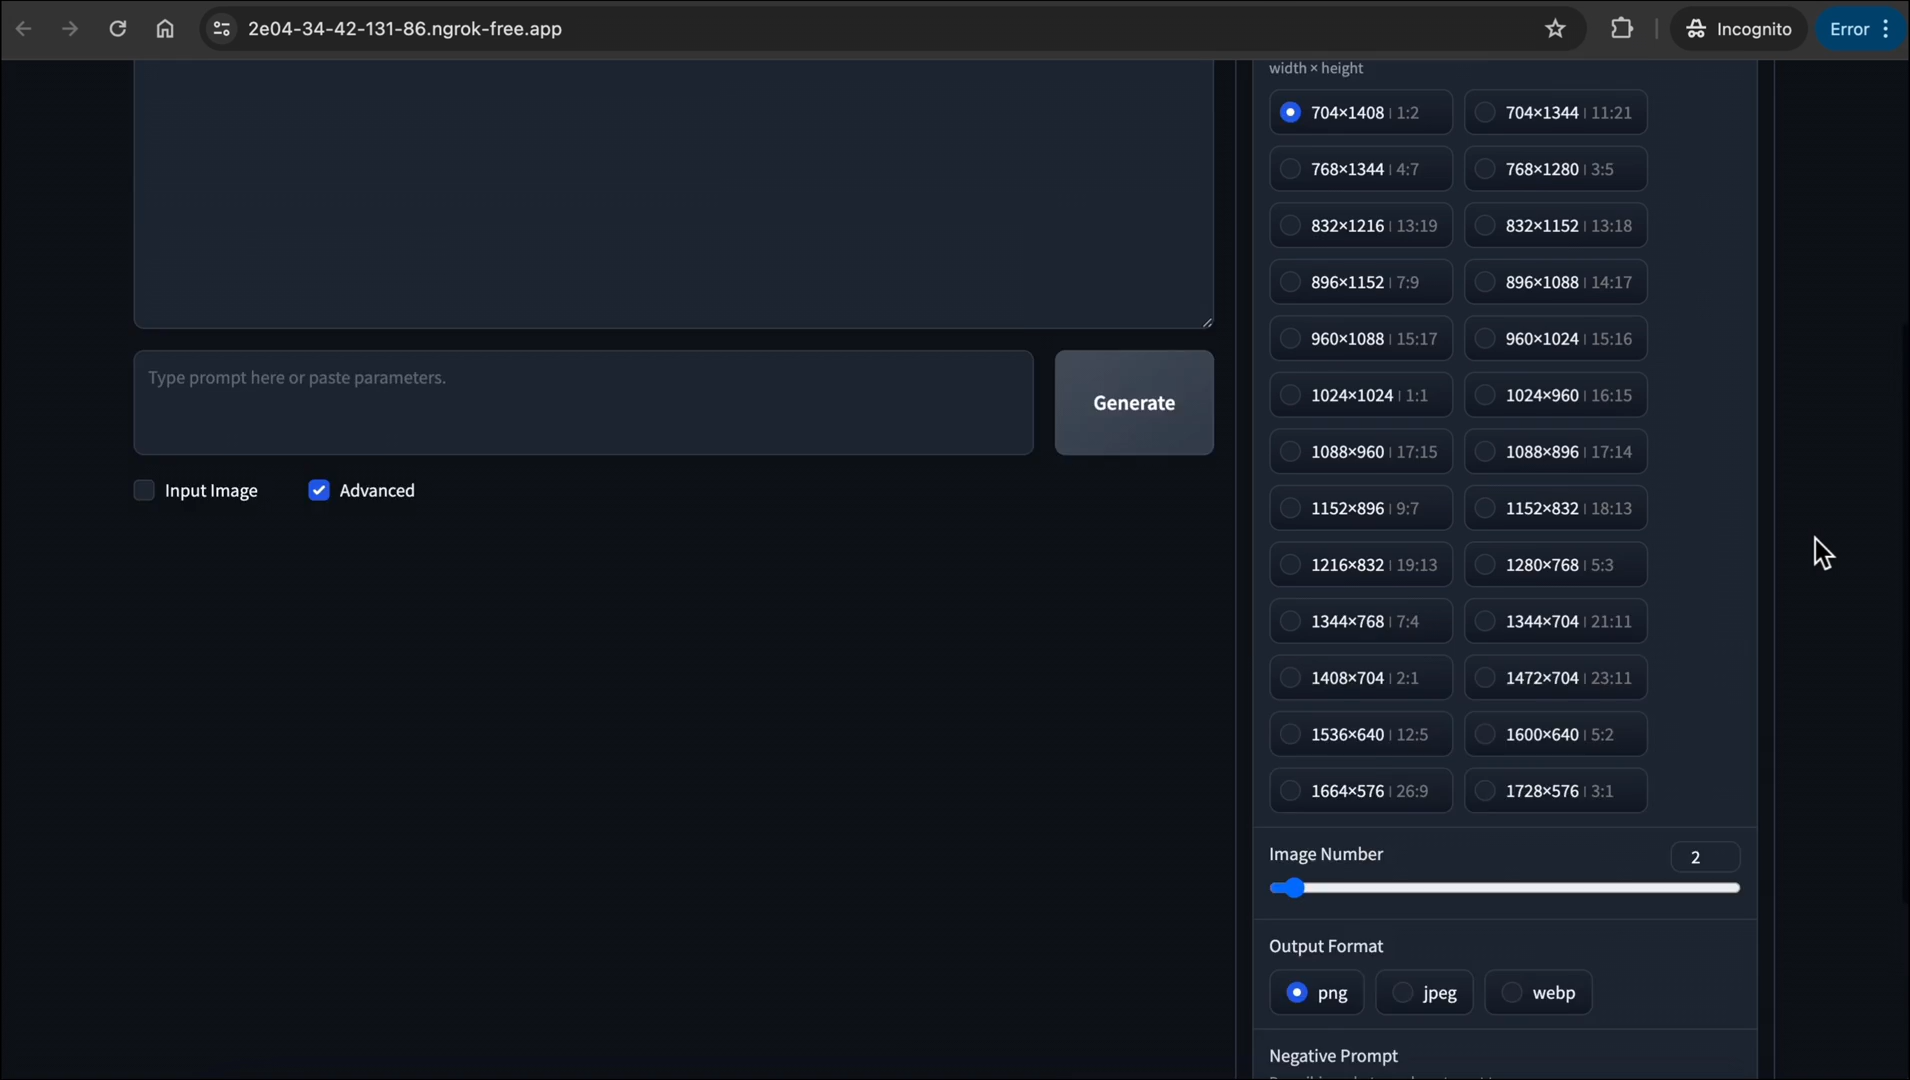 2e04-34-42-131-86.ngrok-free.app
Incognito
Error
width × height
704×1408 | 1:2
704×1344 | 11:21
768×1344 | 4:7
768×1280 | 3:5
832×1216 | 13:19
832×1152 | 13:18
896×1152 | 7:9
896×1088 | 14:17
960×1088 | 15:17
960×1024 | 15:16
1024×1024 | 1:1
1024×960 | 16:15
1088×960 | 17:15
1088×896 | 17:14
1152×896 | 9:7
1152×832 | 18:13
1216×832 | 19:13
1280×768 | 5:3
1344×768 | 7:4
1344×704 | 21:11
1408×704 | 2:1
1472×704 | 23:11
1536×640 | 12:5
1600×640 | 5:2
1664×576 | 26:9
1728×576 | 3:1
Type prompt here or paste parameters.
Generate
Input Image
Advanced
Image Number
2
Output Format
png
jpeg
webp
Negative Prompt